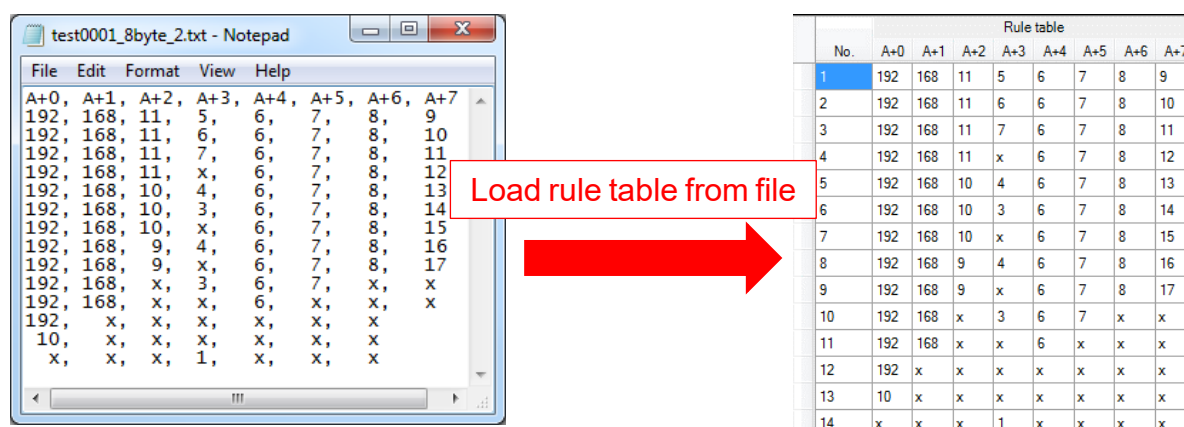 test0001_8byte_2.txt - Notepad
File Edit Format View Help
A+0, A+1, A+2, A+3, A+4, A+5, A+6, A+7
192, 168, 11, 5, 6, 7, 8, 9
192, 168, 11, 6, 6, 7, 8, 10
192, 168, 11, 7, 6, 7, 8, 11
192, 168, 11, x, 6, 7, 8, 12
192, 168, 10, 4, 6, 7, 8, 13
192, 168, 10, 3, 6, 7, 8, 14
192, 168, 10, x, 6, 7, 8, 15
192, 168, 9, 4, 6, 7, 8, 16
192, 168, 9, x, 6, 7, 8, 17
192, 168, x, 3, 6, 7, x, x
192, 168, x, x, 6, x, x, x
192, x, x, x, x, x, x
10, x, x, x, x, x, x
x, x, x, 1, x, x, x
Load rule table from file
Rule table
No. A+0 A+1 A+2 A+3 A+4 A+5 A+6 A+7
1 192 168 11 5 6 7 8 9
2 192 168 11 6 6 7 8 10
3 192 168 11 7 6 7 8 11
4 192 168 11 x 6 7 8 12
5 192 168 10 4 6 7 8 13
6 192 168 10 3 6 7 8 14
7 192 168 10 x 6 7 8 15
8 192 168 9 4 6 7 8 16
9 192 168 9 x 6 7 8 17
10 192 168 x 3 6 7 x x
11 192 168 x x 6 x x x
12 192 x x x x x x x
13 10 x x x x x x x
14 x x x 1 x x x x